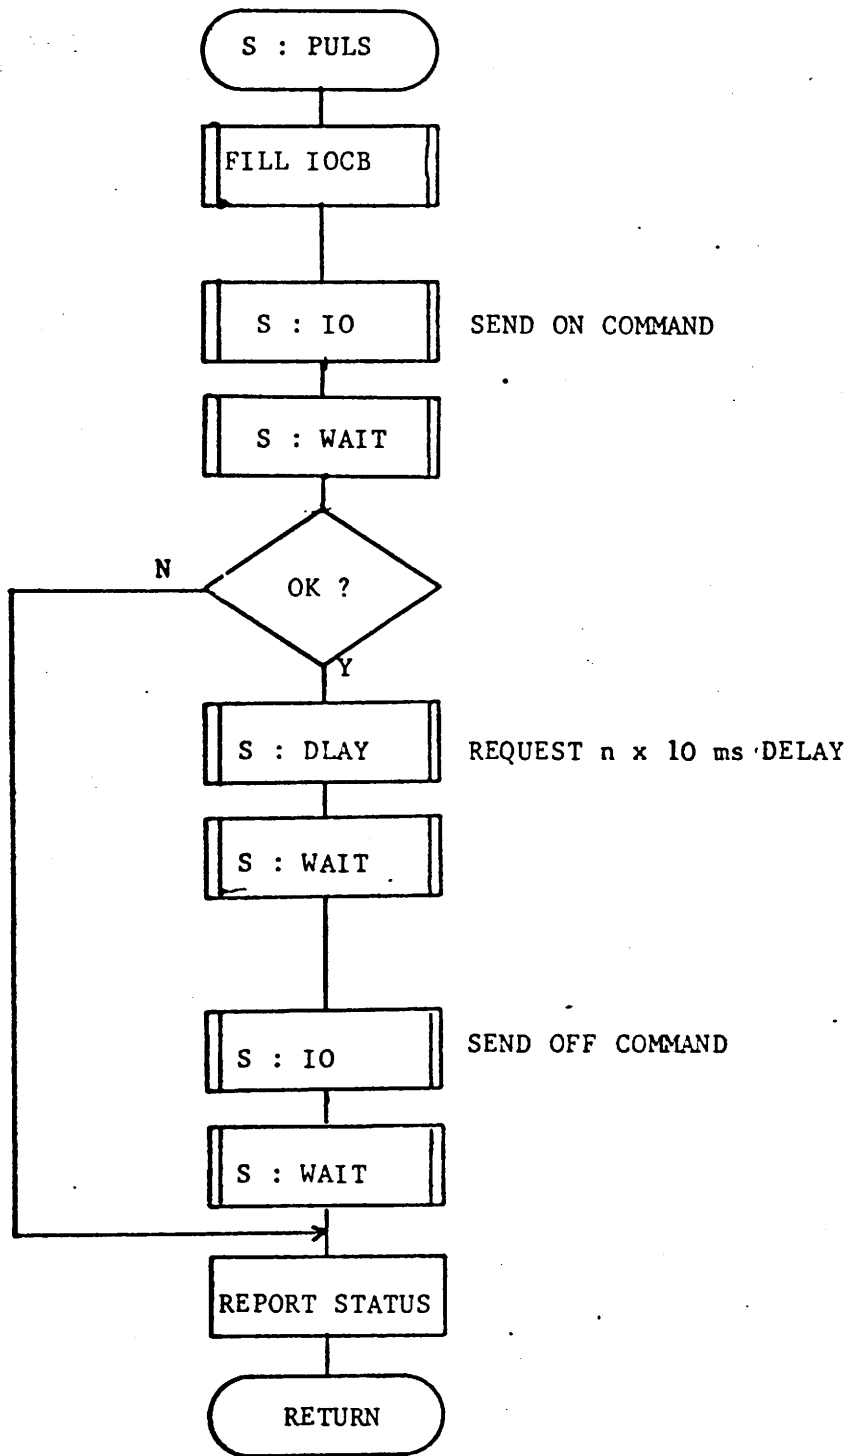 S : PULS
FILL IOCB
S : IO
SEND ON COMMAND
S : WAIT
N
OK ?
Y
S : DLAY
REQUEST n x 10 ms DELAY
S : WAIT
S : IO
SEND OFF COMMAND
S : WAIT
REPORT STATUS
RETURN